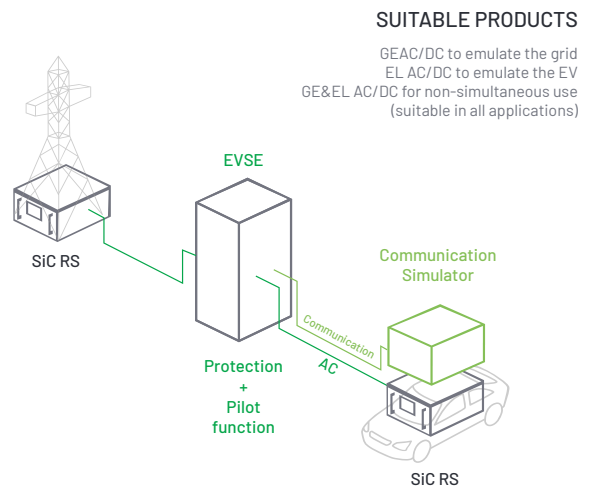 SUITABLE PRODUCTS
GEAC/DC to emulate the grid
EL AC/DC to emulate the EV
GE&EL AC/DC for non-simultaneous use
(suitable in all applications)
EVSE
SiC RS
Communication
Simulator
Communication
AC
Protection
+
Pilot
function
SiC RS